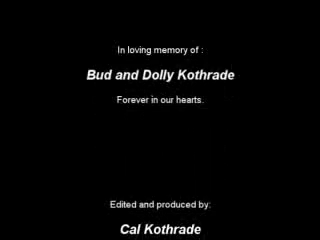 In loving memory of :
Bud and Dolly Kothrade
Forever in our hearts.
Edited and produced by:
Cal Kothrade